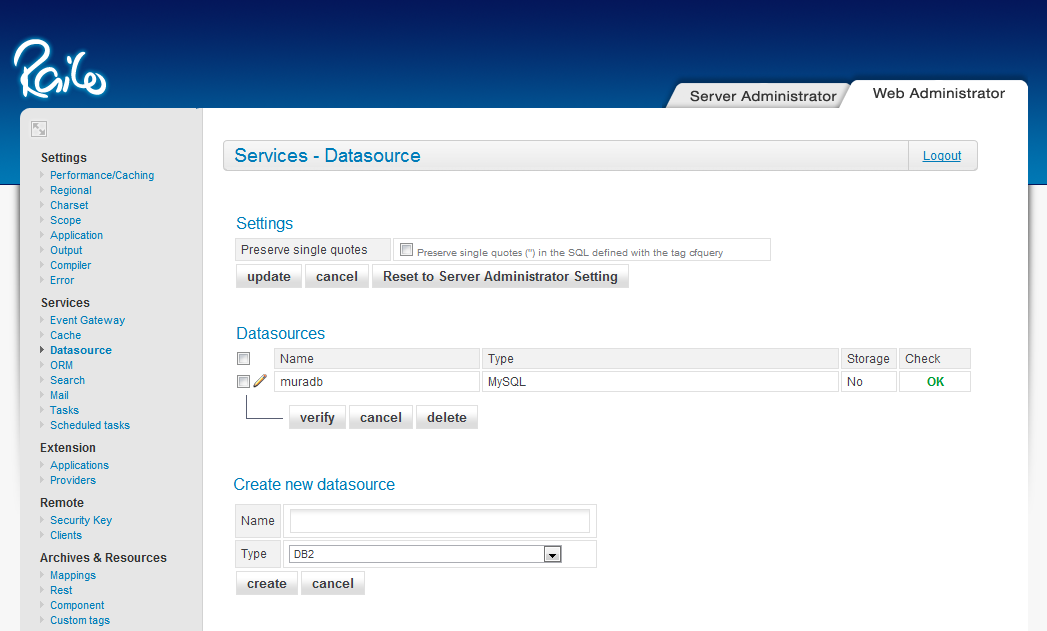 Railo
Server Administrator
Web Administrator
Settings
Performance/Caching
Regional
Charset
Scope
Application
Output
Compiler
Error
Services
Event Gateway
Cache
Datasource
ORM
Search
Mail
Tasks
Scheduled tasks
Extension
Applications
Providers
Remote
Security Key
Clients
Archives & Resources
Mappings
Rest
Component
Custom tags
Services - Datasource
Logout
Settings
Preserve single quotes
Preserve single quotes (") in the SQL defined with the tag cfquery
update cancel Reset to Server Administrator Setting
Datasources
Name Type Storage Check
muradb MySQL No OK
verify cancel delete
Create new datasource
Name
Type DB2
create cancel